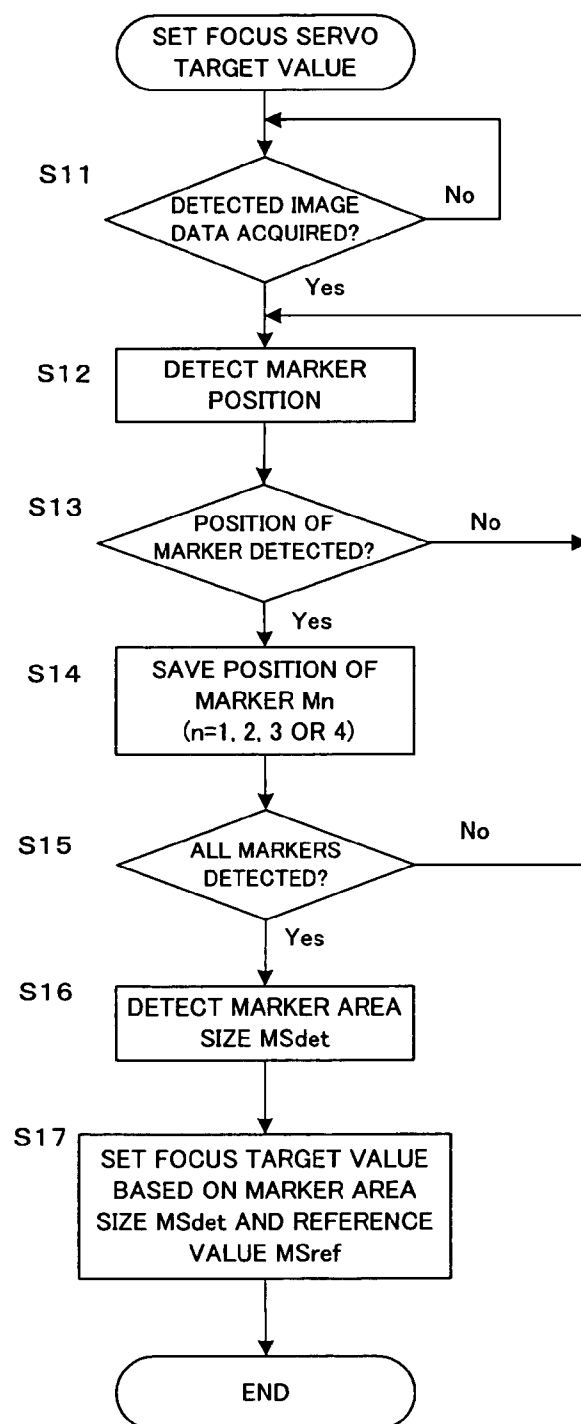 SET FOCUS SERVO
TARGET VALUE
S11
DETECTED IMAGE
DATA ACQUIRED?
No
Yes
S12
DETECT MARKER
POSITION
S13
POSITION OF
MARKER DETECTED?
No
Yes
S14
SAVE POSITION OF
MARKER Mn
(n=1, 2, 3 OR 4)
S15
ALL MARKERS
DETECTED?
No
Yes
S16
DETECT MARKER AREA
SIZE MSdet
S17
SET FOCUS TARGET VALUE
BASED ON MARKER AREA
SIZE MSdet AND REFERENCE
VALUE MSref
END